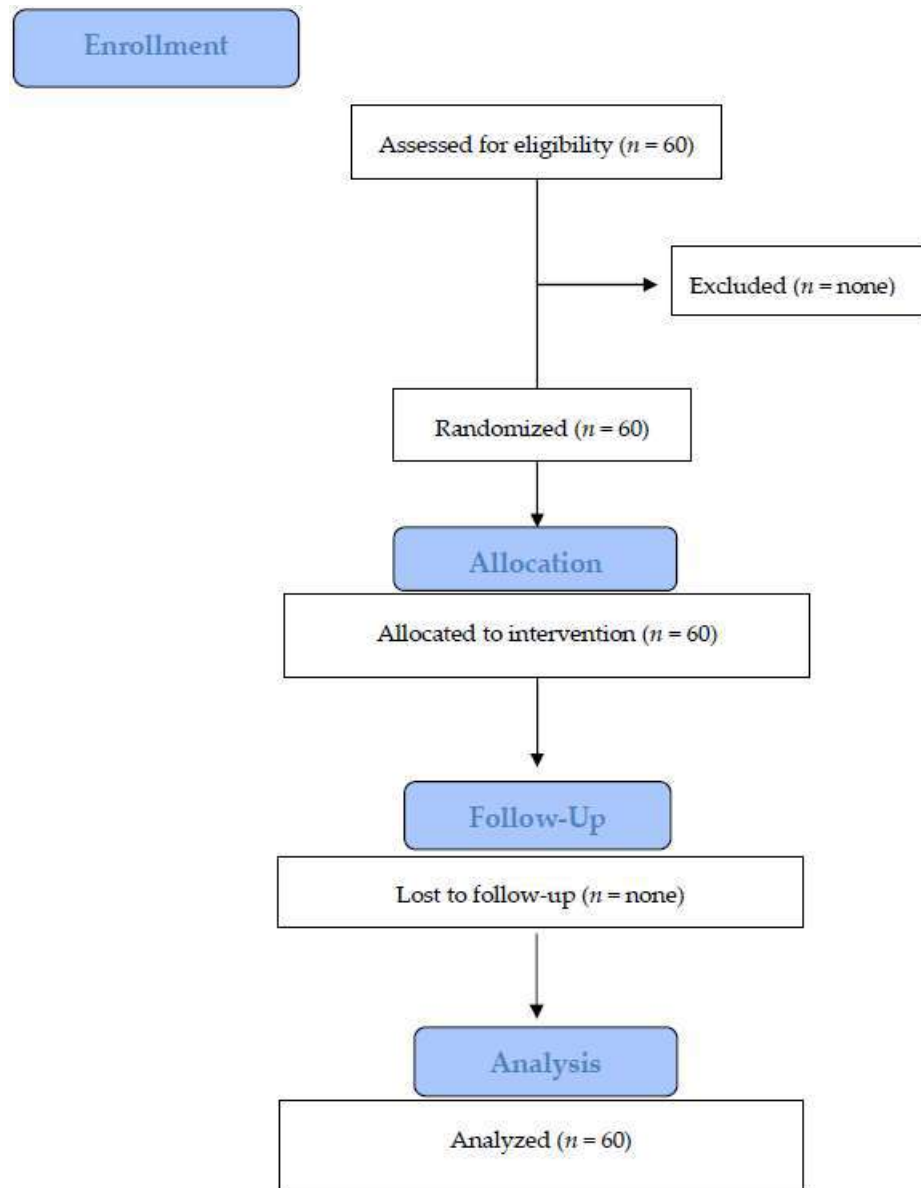 Enrollment
Assessed for eligibility (n = 60)
Excluded (n = none)
Randomized (n = 60)
Allocation
Allocated to intervention (n = 60)
Follow-Up
Lost to follow-up (n = none)
Analysis
Analyzed (n = 60)